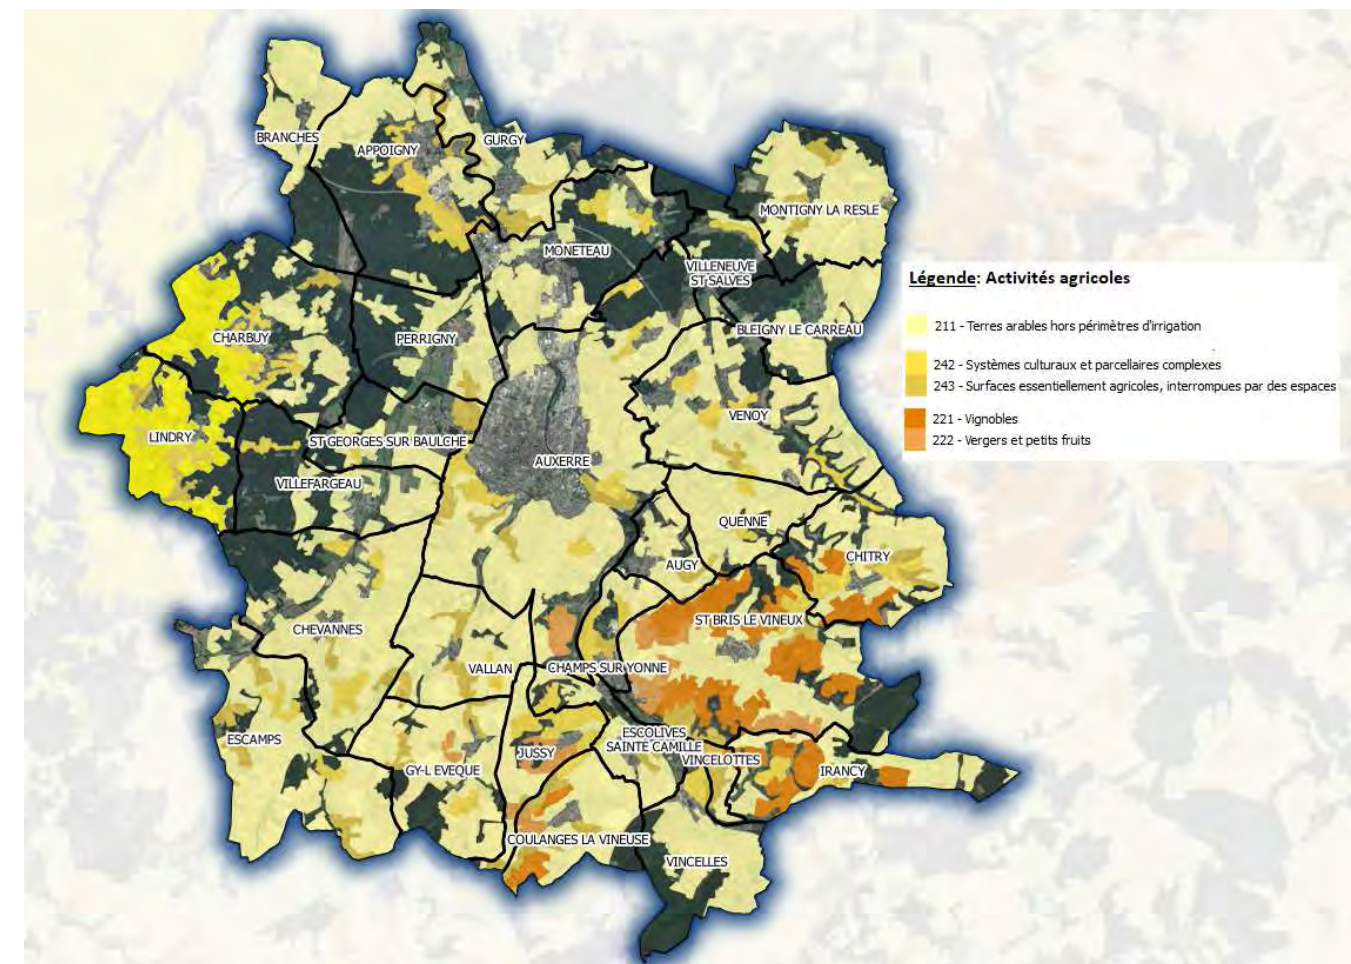 BRANCHES
APPOIGNY
GURGY
MONTIGNY LA RESLE
MONETEAU
VILLENEUVE
ST SALVES
BLEIGNY LE CARREAU
CHARBUY
PERRIGNY
LINDRY
ST GEORGES SUR BAULCHE
VENOY
AUXERRE
VILLEFARGEAU
QUENNE
AUGY
CHITRY
CHEVANNES
ST BRIS LE VINEUX
VALLAN
CHAMPS SUR YONNE
ESCAMPS
GY-L EVEQUE
JUSSY
ESCOLIVES
SAINTE CAMILLE
VINCELOTTES
IRANCY
COULANGES LA VINEUSE
VINCELLES
Légende: Activités agricoles
211 - Terres arables hors périmètres d'irrigation
242 - Systèmes culturaux et parcellaires complexes
243 - Surfaces essentiellement agricoles, interrompues par des espaces
221 - Vignobles
222 - Vergers et petits fruits